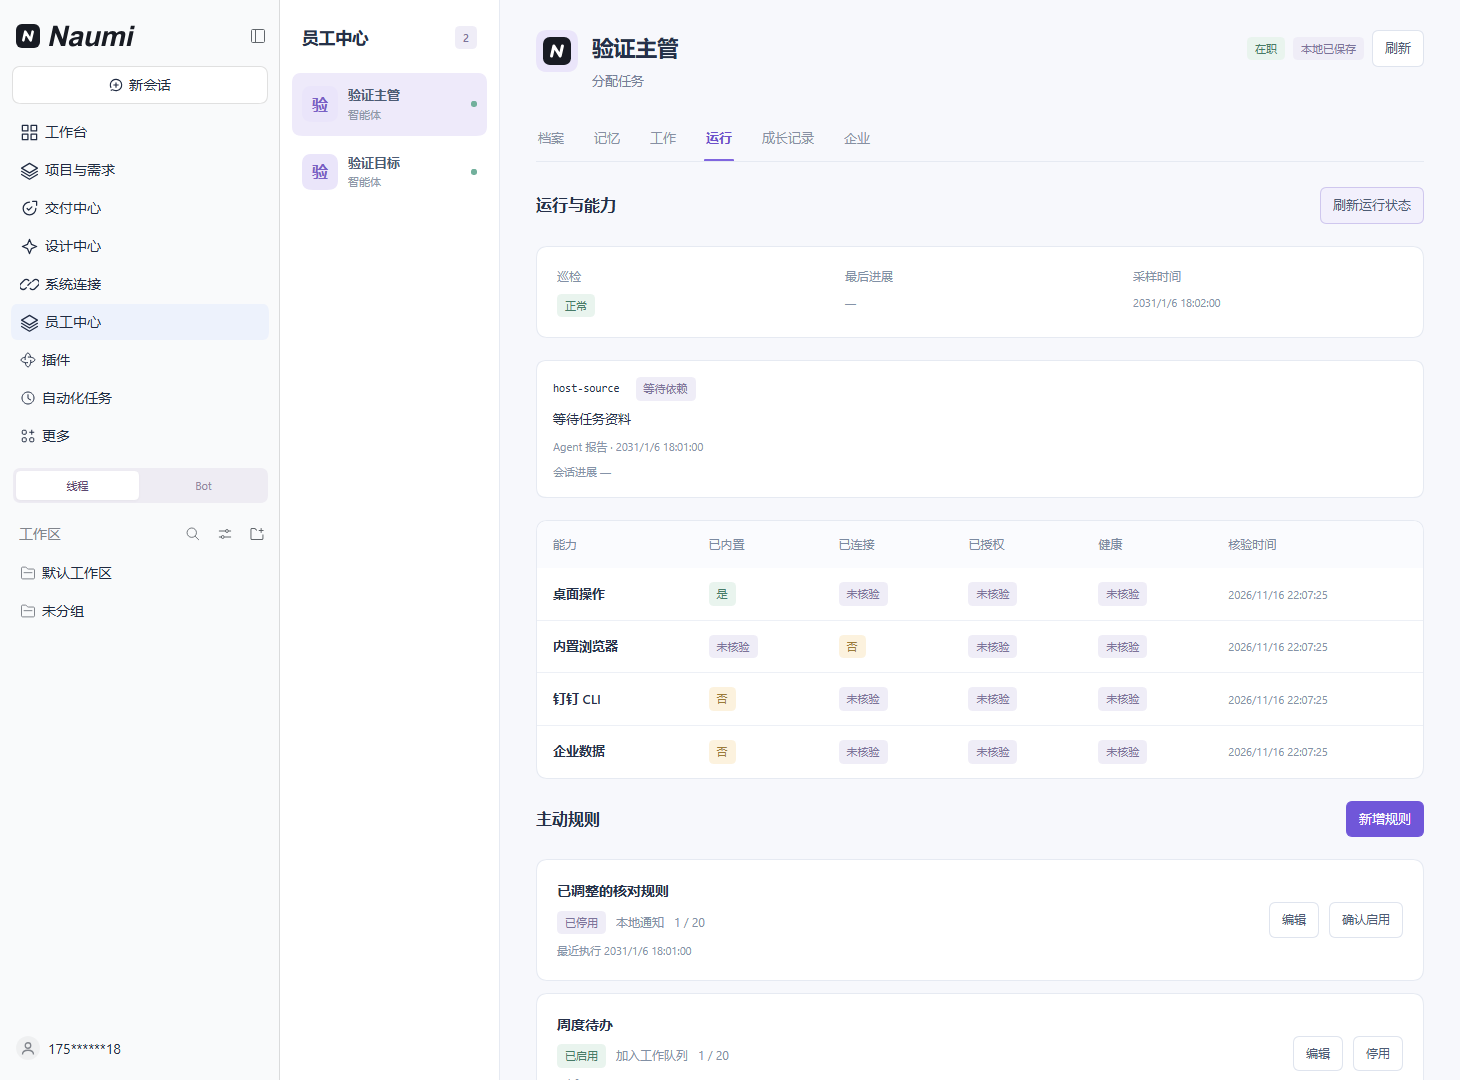 Naumi
新会话
工作台
项目与需求
交付中心
设计中心
系统连接
员工中心
插件
自动化任务
更多
线程 Bot
工作区
默认工作区
未分组
175******18
员工中心 2
验 验证主管
智能体
验 验证目标
智能体
验证主管
分配任务
在职 本地已保存 刷新
档案 记忆 工作 运行 成长记录 企业
运行与能力 刷新运行状态
巡检 最后进展 采样时间
正常 — 2031/1/6 18:02:00
host-source 等待依赖
等待任务资料
Agent 报告 · 2031/1/6 18:01:00
会话进展 —
能力 已内置 已连接 已授权 健康 核验时间
桌面操作 是 未核验 未核验 未核验 2026/11/16 22:07:25
内置浏览器 未核验 否 未核验 未核验 2026/11/16 22:07:25
钉钉 CLI 否 未核验 未核验 未核验 2026/11/16 22:07:25
企业数据 否 未核验 未核验 未核验 2026/11/16 22:07:25
主动规则 新增规则
已调整的核对规则
已停用 本地通知 1 / 20
最近执行 2031/1/6 18:01:00
编辑 确认启用
周度待办
已启用 加入工作队列 1 / 20
编辑 停用